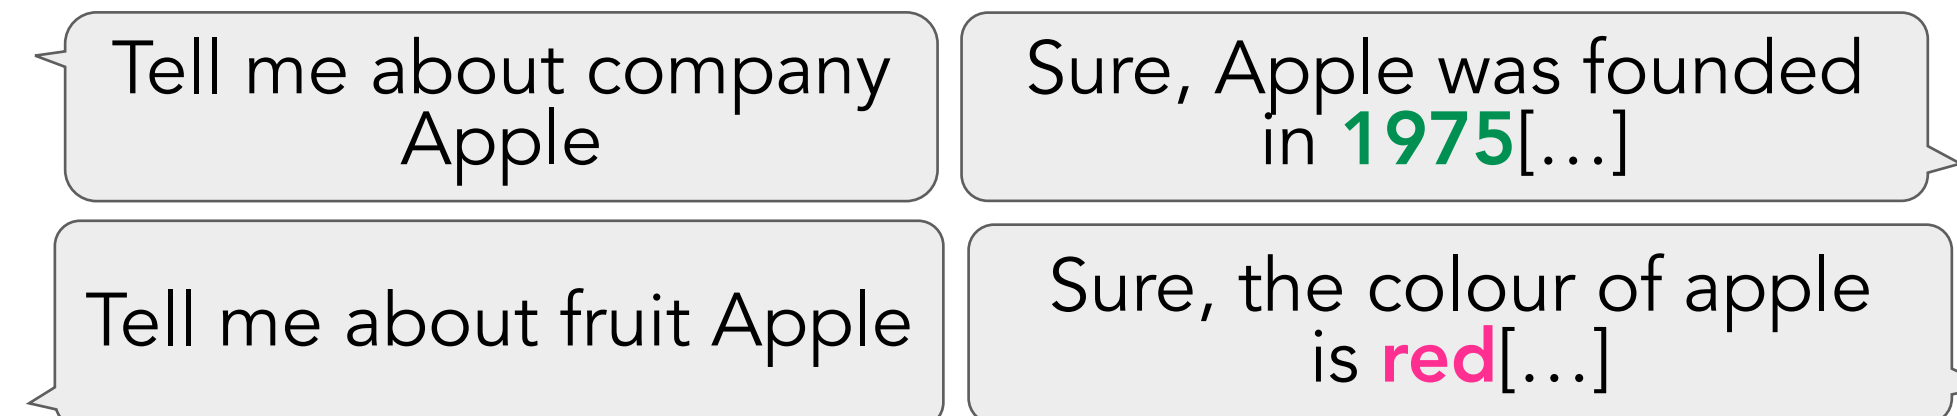 Tell me about company
Apple
Sure, Apple was founded
in 1975[…]
Tell me about fruit Apple
Sure, the colour of apple
is red[…]